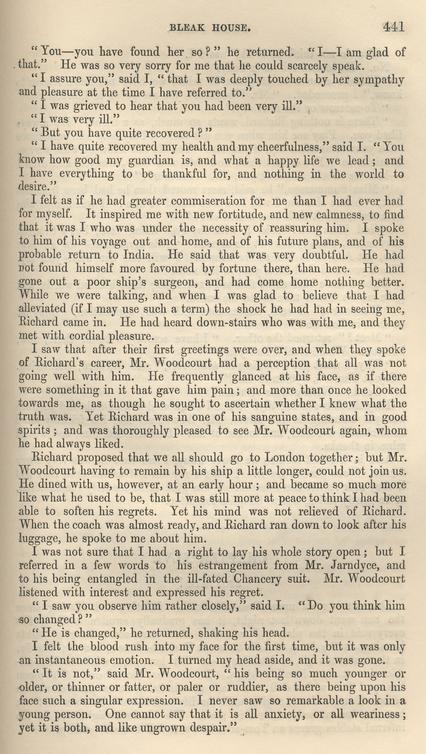 BLEAK HOUSE. 441
“ You—you have found her so ? ” he returned. “ I—I am glad of
that.” He was so very sorry for me that he could scarcely speak.
“ I assure you,” said I, “ that I was deeply touched by her sympathy
and pleasure at the time I have referred to.”
“ I was grieved to hear that you had been very ill.”
“ I was very ill.”
“ But you have quite recovered ? ”
“ I have quite recovered my health and my cheerfulness,” said I. “ You
know how good my guardian is, and what a happy life we lead ; and
I have everything to be thankful for, and nothing in the world to
desire.”
I felt as if he had greater commiseration for me than I had ever had
for myself. It inspired me with new fortitude, and new calmness, to find
that it was I who was under the necessity of reassuring him. I spoke
to him of his voyage out and home, and of his future plans, and of his
probable return to India. He said that was very doubtful. He had
not found himself more favoured by fortune there, than here. He had
gone out a poor ship’s surgeon, and had come home nothing better.
While we were talking, and when I was glad to believe that I had
alleviated (if I may use such a term) the shock he had had in seeing me,
Richard came in. He had heard down-stairs who was with me, and they
met with cordial pleasure.
I saw that after their first greetings were over, and when they spoke
of Richard’s career, Mr. Woodcourt had a perception that all was not
going well with him. He frequently glanced at his face, as if there
were something in it that gave him pain ; and more than once he looked
towards me, as though he sought to ascertain whether I knew what the
truth was. Yet Richard was in one of his sanguine states, and in good
spirits ; and was thoroughly pleased to see Mr. Woodcourt again, whom
he had always liked.
Richard proposed that we all should go to London together ; but Mr.
Woodcourt having to remain by his ship a little longer, could not join us.
He dined with us, however, at an early hour ; and became so much more
like what he used to be, that I was still more at peace to think I had been
able to soften his regrets. Yet his mind was not relieved of Richard.
When the coach was almost ready, and Richard ran down to look after his
luggage, he spoke to me about him.
I was not sure that I had a right to lay his whole story open ; but I
referred in a few words to his estrangement from Mr. Jarndyce, and
to his being entangled in the ill-fated Chancery suit. Mr. Woodcourt
listened with interest and expressed his regret.
“ I saw you observe him rather closely,” said I. “ Do you think him
so changed ? ”
“ He is changed,” he returned, shaking his head.
I felt the blood rush into my face for the first time, but it was only
an instantaneous emotion. I turned my head aside, and it was gone.
“ It is not,” said Mr. Woodcourt, “ his being so much younger or
older, or thinner or fatter, or paler or ruddier, as there being upon his
face such a singular expression. I never saw so remarkable a look in a
young person. One cannot say that it is all anxiety, or all weariness ;
yet it is both, and like ungrown despair.”